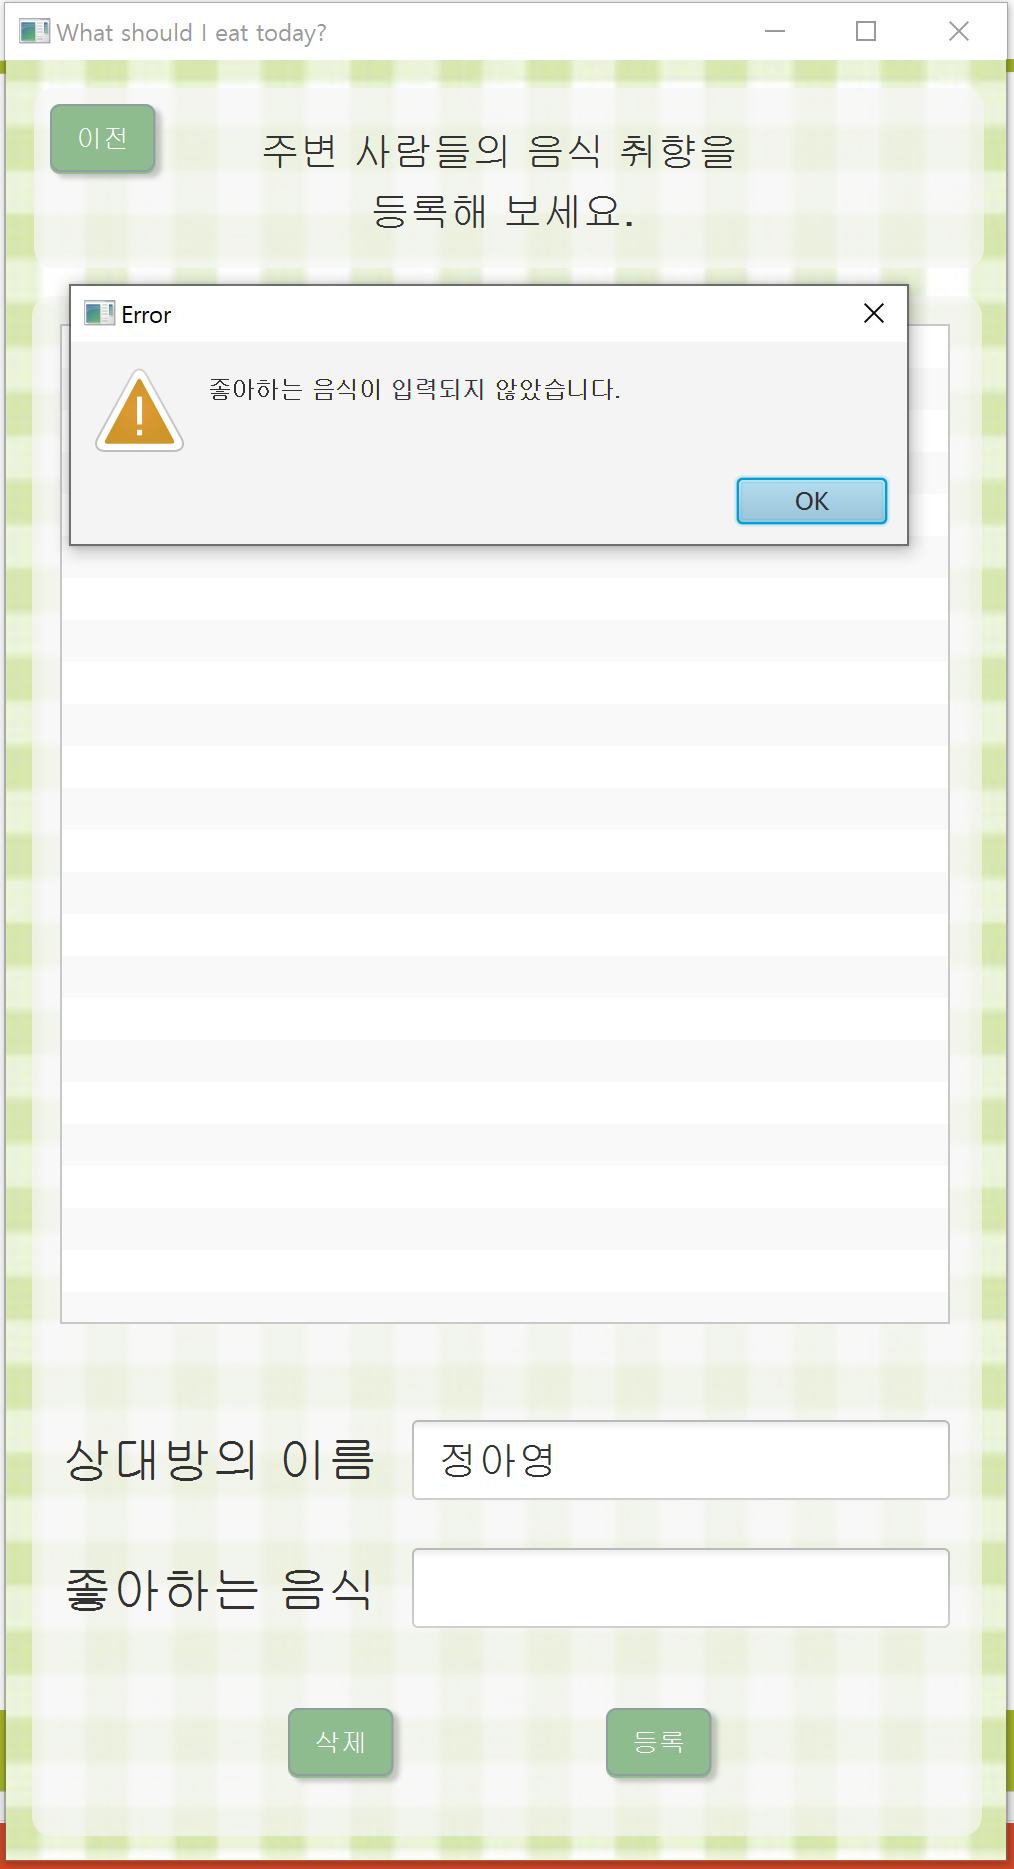 What should I eat today?
이전
주변 사람들의 음식 취향을
등록해 보세요.
Error
좋아하는 음식이 입력되지 않았습니다.
OK
상대방의 이름
정아영
좋아하는 음식
삭제
등록